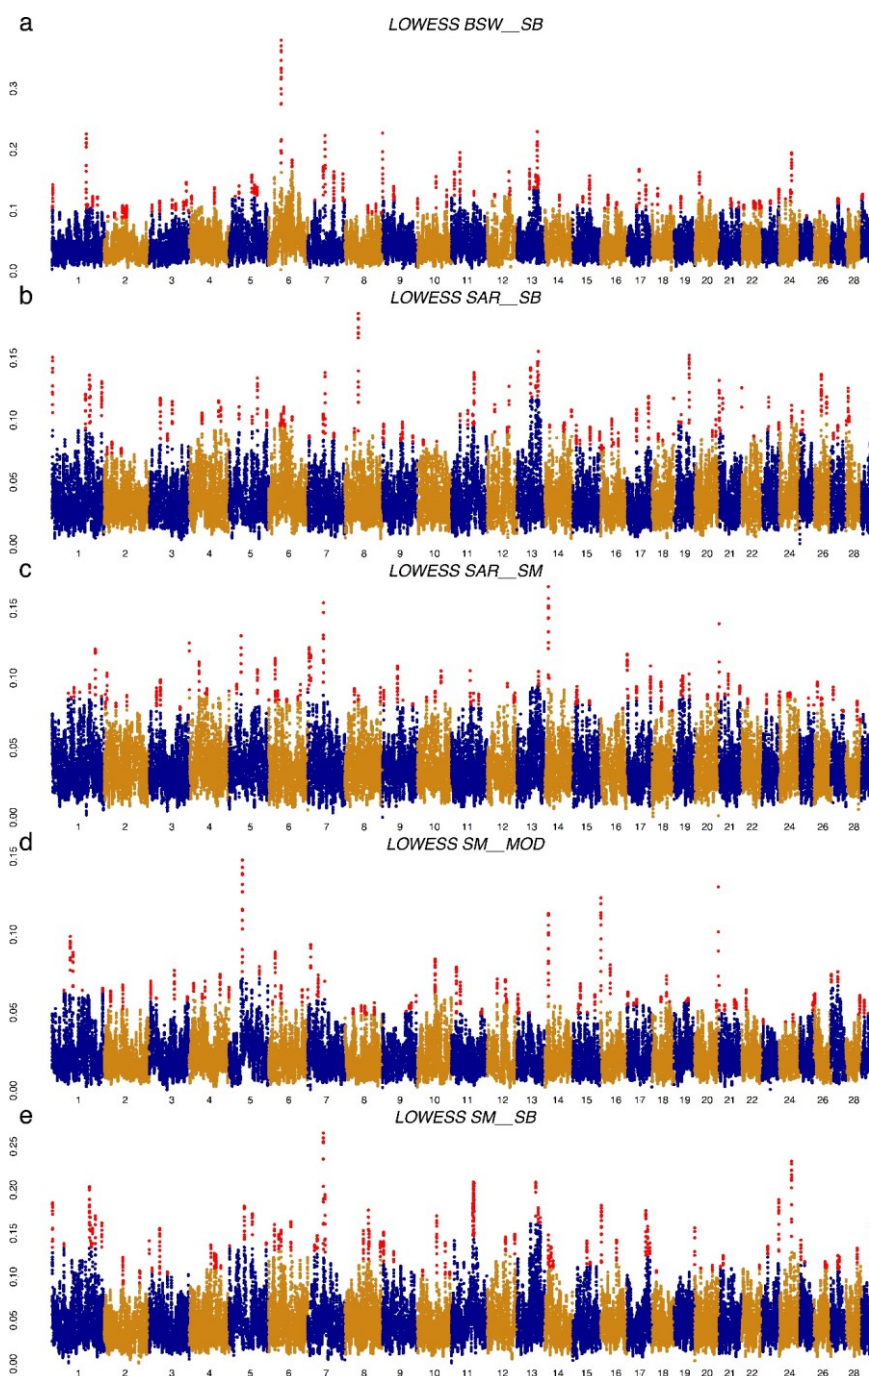 a
LOWESS BSW__SB
0.3
0.2
0.1
0.0
1 2 3 4 5 6 7 8 9 10 11 12 13 14 15 16 17 18 19 20 21 22 24 26 28
b
LOWESS SAR__SB
0.15
0.10
0.05
0.00
1 2 3 4 5 6 7 8 9 10 11 12 13 14 15 16 17 18 19 20 21 22 24 26 28
c
LOWESS SAR__SM
0.15
0.10
0.05
0.00
1 2 3 4 5 6 7 8 9 10 11 12 13 14 15 16 17 18 19 20 21 22 24 26 28
d
LOWESS SM__MOD
0.15
0.10
0.05
0.00
1 2 3 4 5 6 7 8 9 10 11 12 13 14 15 16 17 18 19 20 21 22 24 26 28
e
LOWESS SM__SB
0.25
0.20
0.15
0.10
0.05
0.00
1 2 3 4 5 6 7 8 9 10 11 12 13 14 15 16 17 18 19 20 21 22 24 26 28